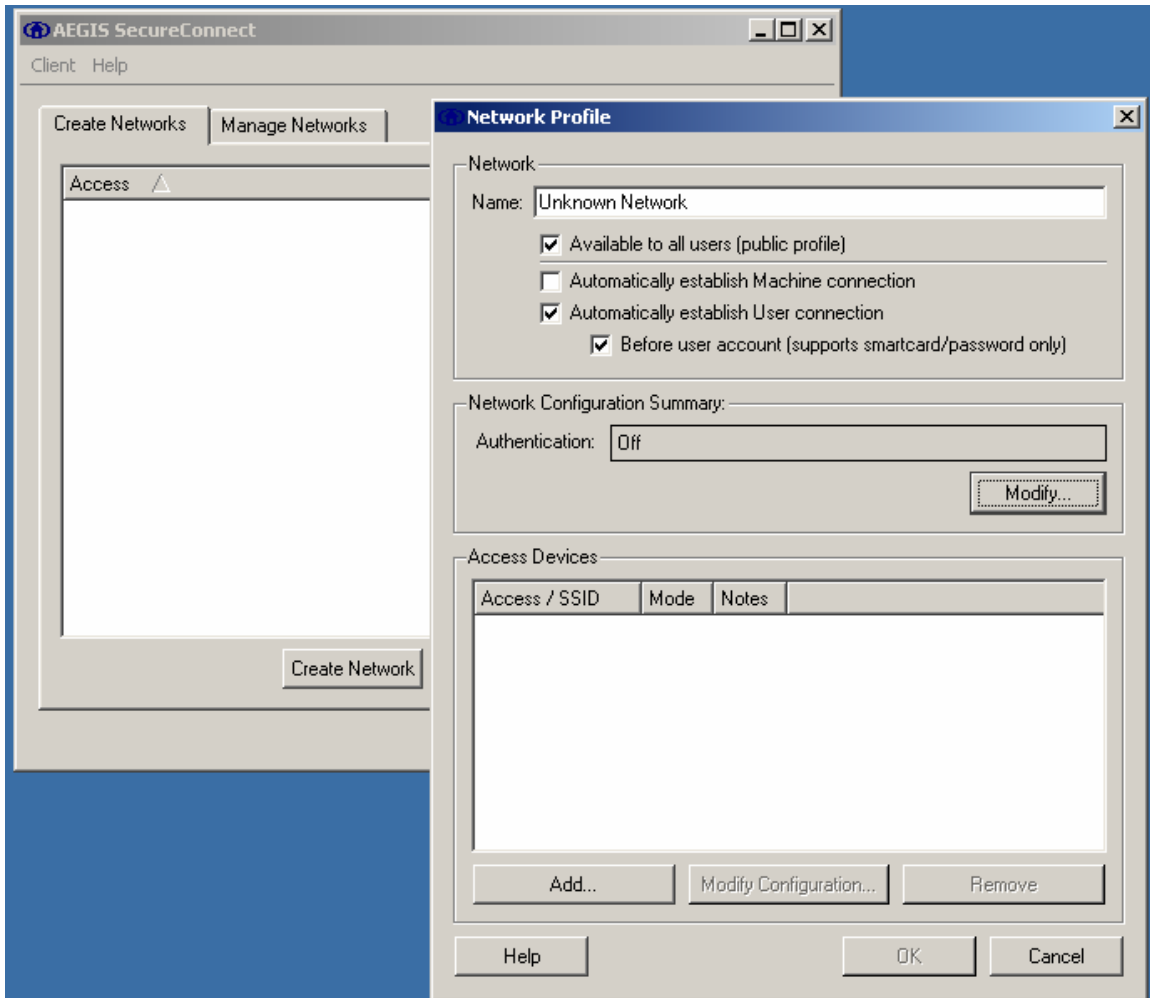 AEGIS SecureConnect
Client Help
Create Networks Manage Networks
Access
Create Network
Network Profile
Network
Name: Unknown Network
Available to all users (public profile)
Automatically establish Machine connection
Automatically establish User connection
Before user account (supports smartcard/password only)
Network Configuration Summary:
Authentication: Off
Modify...
Access Devices
Access / SSID Mode Notes
Add... Modify Configuration... Remove
Help OK Cancel